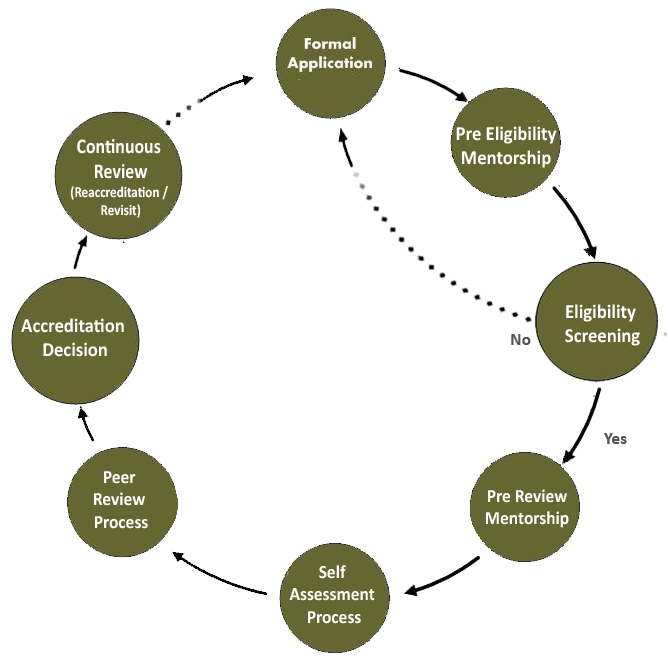 Formal
Application
Pre Eligibility
Mentorship
Eligibility
Screening
No
Yes
Pre Review
Mentorship
Self
Assessment
Process
Peer
Review
Process
Accreditation
Decision
Continuous
Review
(Reaccreditation /
Revisit)